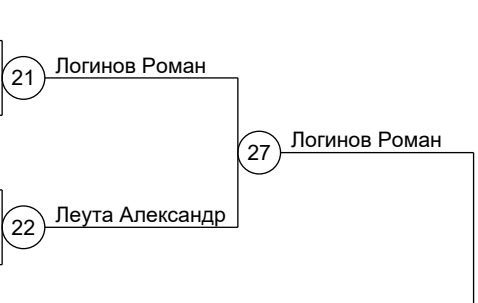 21
Логинов Роман
27
Логинов Роман
22
Леута Александр